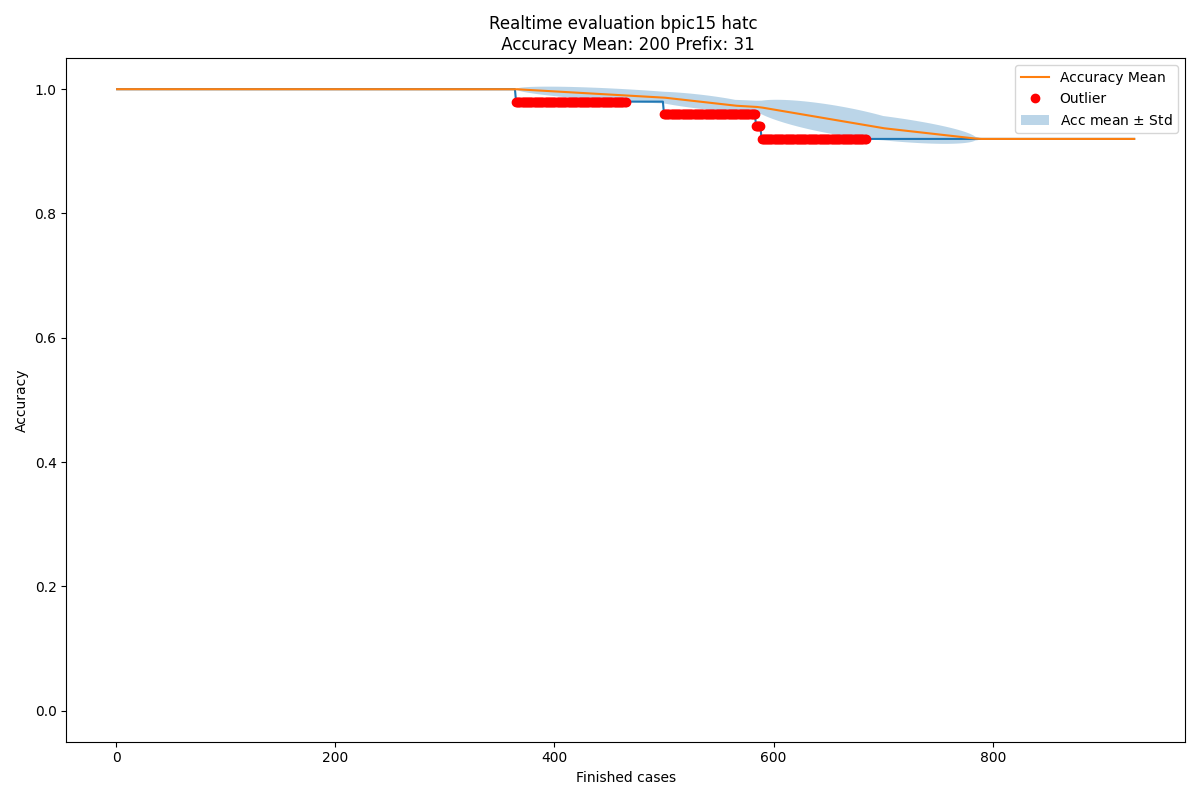 Realtime evaluation bpic15 hatc
Accuracy Mean: 200 Prefix: 31
Accuracy Mean
Outlier
Acc mean ± Std
1.0
0.8
0.6
0.4
0.2
0.0
Accuracy
0
200
400
600
800
Finished cases